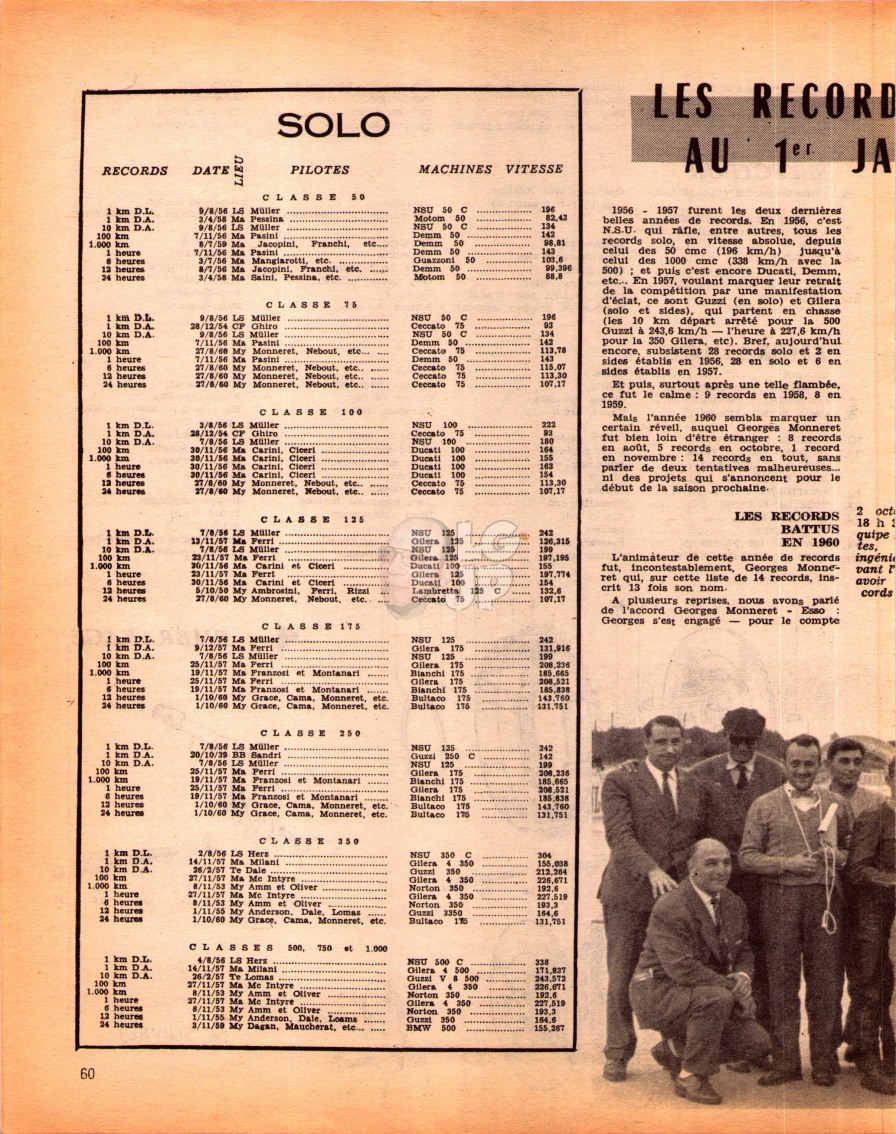 SOLO
RECORDS DATE LIEU PILOTES MACHINES VITESSE
CLASSE 50
1 km D.L. 9/8/56 LS Müller NSU 50 C 196
1 km D.A. 3/4/58 Ma Pessina Motom 50 82,43
10 km D.A. 9/8/56 LS Müller NSU 50 C 134
100 km 7/11/56 Ma Pasini Demm 50 142
1.000 km 8/7/59 Ma Jacopini, Franchi, etc... Demm 50 98,81
1 heure 7/11/56 Ma Pasini Demm 50 143
6 heures 3/7/56 Ma Mangiarotti, etc. Guazzoni 50 103,6
12 heures 8/7/56 Ma Jacopini, Franchi, etc. Demm 50 99,396
24 heures 3/4/58 Ma Saini, Pessina, etc. Motom 50 88,8
CLASSE 75
1 km D.L. 9/8/56 LS Müller NSU 50 C 196
1 km D.A. 28/12/54 CF Ghiro Ceccato 75 93
10 km D.A. 9/8/56 LS Müller NSU 50 C 134
100 km 7/11/56 Ma Pasini Demm 50 142
1.000 km 27/8/60 My Monneret, Nebout, etc... Ceccato 75 113,78
1 heure 7/11/56 Ma Pasini Demm 50 143
6 heures 27/8/60 My Monneret, Nebout, etc.. Ceccato 75 115,07
12 heures 27/8/60 My Monneret, Nebout, etc.. Ceccato 75 113,30
24 heures 27/8/60 My Monneret, Nebout, etc.. Ceccato 75 107,17
CLASSE 100
1 km D.L. 3/8/56 LS Müller NSU 100 222
1 km D.A. 28/12/54 CF Ghiro Ceccato 75 93
10 km D.A. 7/8/56 LS Müller NSU 100 180
100 km 30/11/56 Ma Carini, Ciceri Ducati 100 164
1.000 km 30/11/56 Ma Carini, Ciceri Ducati 100 155
1 heure 30/11/56 Ma Carini, Ciceri Ducati 100 163
6 heures 30/11/56 Ma Carini, Ciceri Ducati 100 154
12 heures 27/8/60 My Monneret, Nebout, etc.. Ceccato 75 113,30
24 heures 27/8/60 My Monneret, Nebout, etc.. Ceccato 75 107,17
CLASSE 125
1 km D.L. 7/8/56 LS Müller NSU 125 242
1 km D.A. 13/11/57 Ma Ferri Gilera 125 126,315
10 km D.A. 7/8/56 LS Müller NSU 125 199
100 km 23/11/57 Ma Ferri Gilera 125 197,195
1.000 km 30/11/56 Ma Carini et Ciceri Ducati 100 155
1 heure 23/11/57 Ma Ferri Gilera 125 197,774
6 heures 30/11/56 Ma Carini et Ciceri Ducati 100 154
12 heures 5/10/50 My Ambrosini, Ferri, Rizzi Lambretta 125 C 132,6
24 heures 27/8/60 My Monneret, Nebout, etc. Ceccato 75 107,17
CLASSE 175
1 km D.L. 7/8/56 LS Müller NSU 125 242
1 km D.A. 9/12/57 Ma Ferri Gilera 175 131,916
10 km D.A. 7/8/56 LS Müller NSU 125 199
100 km 25/11/57 Ma Ferri Gilera 175 208,236
1.000 km 19/11/57 Ma Franzosi et Montanari Bianchi 175 185,665
1 heure 25/11/57 Ma Ferri Gilera 175 208,521
6 heures 19/11/57 Ma Franzosi et Montanari Bianchi 175 185,838
12 heures 1/10/60 My Grace, Cama, Monneret, etc. Bultaco 175 143,760
24 heures 1/10/60 My Grace, Cama, Monneret, etc. Bultaco 175 131,751
CLASSE 250
1 km D.L. 7/8/56 LS Müller NSU 125 242
1 km D.A. 20/10/39 BB Sandri Guzzi 250 C 142
10 km D.A. 7/8/56 LS Müller NSU 125 199
100 km 25/11/57 Ma Ferri Gilera 175 208,236
1.000 km 19/11/57 Ma Franzosi et Montanari Bianchi 175 185,665
1 heure 25/11/57 Ma Ferri Gilera 175 208,521
6 heures 19/11/57 Ma Franzosi et Montanari Bianchi 175 185,838
12 heures 1/10/60 My Grace, Cama, Monneret, etc. Bultaco 175 143,760
24 heures 1/10/60 My Grace, Cama, Monneret, etc. Bultaco 175 131,751
CLASSE 350
1 km D.L. 2/8/56 LS Herz NSU 350 C 304
1 km D.A. 14/11/57 Ma Milani Gilera 4 350 155,038
10 km D.A. 26/2/57 Te Dale Guzzi 350 212,264
100 km 27/11/57 Ma Mc Intyre Gilera 4 350 226,671
1.000 km 8/11/53 My Amm et Oliver Norton 350 192,6
1 heure 27/11/57 Ma Mc Intyre Gilera 4 350 227,519
6 heures 8/11/53 My Amm et Oliver Norton 350 193,3
12 heures 1/11/55 My Anderson, Dale, Lomas Guzzi 3350 164,6
24 heures 1/10/60 My Grace, Cama, Monneret, etc. Bultaco 175 131,751
CLASSES 500, 750 et 1.000
1 km D.L. 4/8/56 LS Herz NSU 500 C 338
1 km D.A. 14/11/57 Ma Milani Gilera 4 500 171,837
10 km D.A. 26/2/57 Te Lomas Guzzi V 8 500 243,572
100 km 27/11/57 Ma Mc Intyre Gilera 4 350 226,671
1.000 km 8/11/53 My Amm et Oliver Norton 350 192,6
1 heure 27/11/57 Ma Mc Intyre Gilera 4 350 227,519
6 heures 8/11/53 My Amm et Oliver Norton 350 193,3
12 heures 1/11/55 My Anderson, Dale, Loams Guzzi 350 164,6
24 heures 3/11/59 My Dagan, Maucherat, etc... BMW 500 155,267
60
LES RECORD
AU 1er JA
1956 - 1957 furent les deux dernières
belles années de records. En 1956, c'est
N.S.U. qui râfle, entre autres, tous les
records solo, en vitesse absolue, depuis
celui des 50 cmc (196 km/h) jusqu'à
celui des 1000 cmc (338 km/h avec la
500) ; et puis c'est encore Ducati, Demm,
etc... En 1957, voulant marquer leur retrait
de la compétition par une manifestation
d'éclat, ce sont Guzzi (en solo) et Gilera
(solo et sides), qui partent en chasse
(les 10 km départ arrêté pour la 500
Guzzi à 243,6 km/h — l'heure à 227,6 km/h
pour la 350 Gilera, etc). Bref, aujourd'hui
encore, subsistent 28 records solo et 2 en
sides établis en 1956, 28 en solo et 6 en
sides établis en 1957.
Et puis, surtout après une telle flambée,
ce fut le calme : 9 records en 1958, 8 en
1959.
Mais l'année 1960 sembla marquer un
certain réveil, auquel Georges Monneret
fut bien loin d'être étranger : 8 records
en août, 5 records en octobre, 1 record
en novembre : 14 records en tout, sans
parler de deux tentatives malheureuses...
ni des projets qui s'annoncent pour le
début de la saison prochaine.
LES RECORDS
BATTUS
EN 1960
L'animateur de cette année de records
fut, incontestablement, Georges Monne-
ret qui, sur cette liste de 14 records, ins-
crit 13 fois son nom.
A plusieurs reprises, nous avons parlé
de l'accord Georges Monneret - Esso :
Georges s'est engagé — pour le compte
2 oct
18 h
quipe
tes,
ingénie
vant l'
avoir
cords